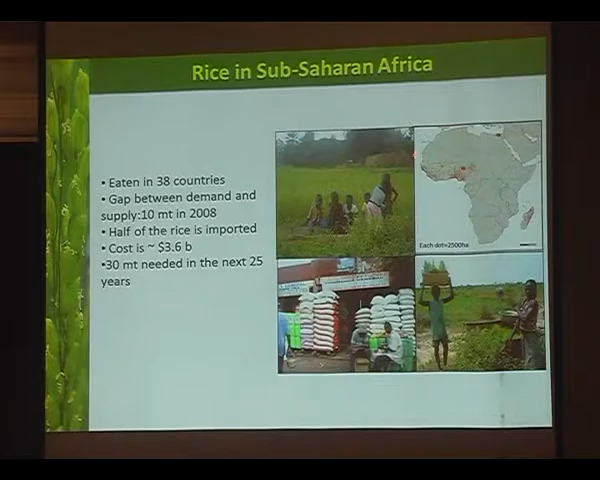 Rice in Sub-Saharan Africa
• Eaten in 38 countries
• Gap between demand and
supply:10 mt in 2008
• Half of the rice is imported
• Cost is ~ $3.6 b
•30 mt needed in the next 25
years
Each dot=2500ha